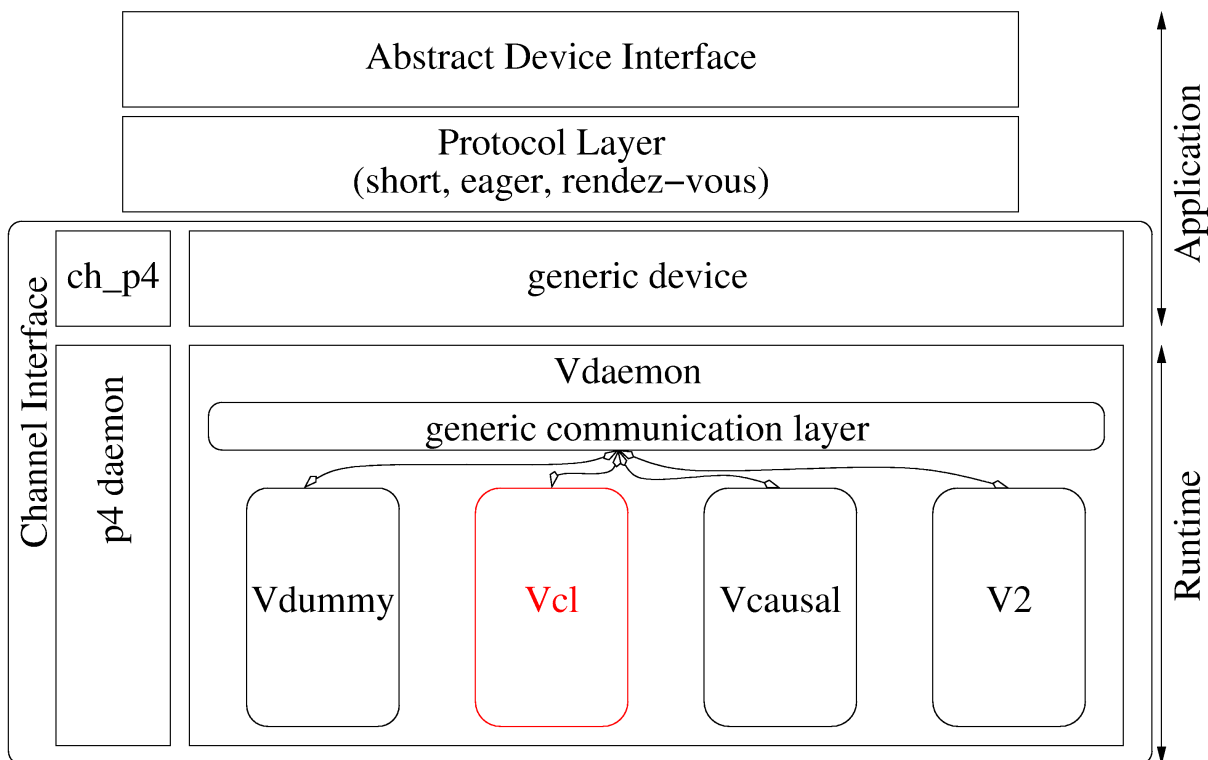 Abstract Device Interface
Protocol Layer
(short, eager, rendez−vous)
Application
Channel Interface
ch_p4
generic device
p4 daemon
Vdaemon
generic communication layer
Vdummy
Vcl
Vcausal
V2
Runtime